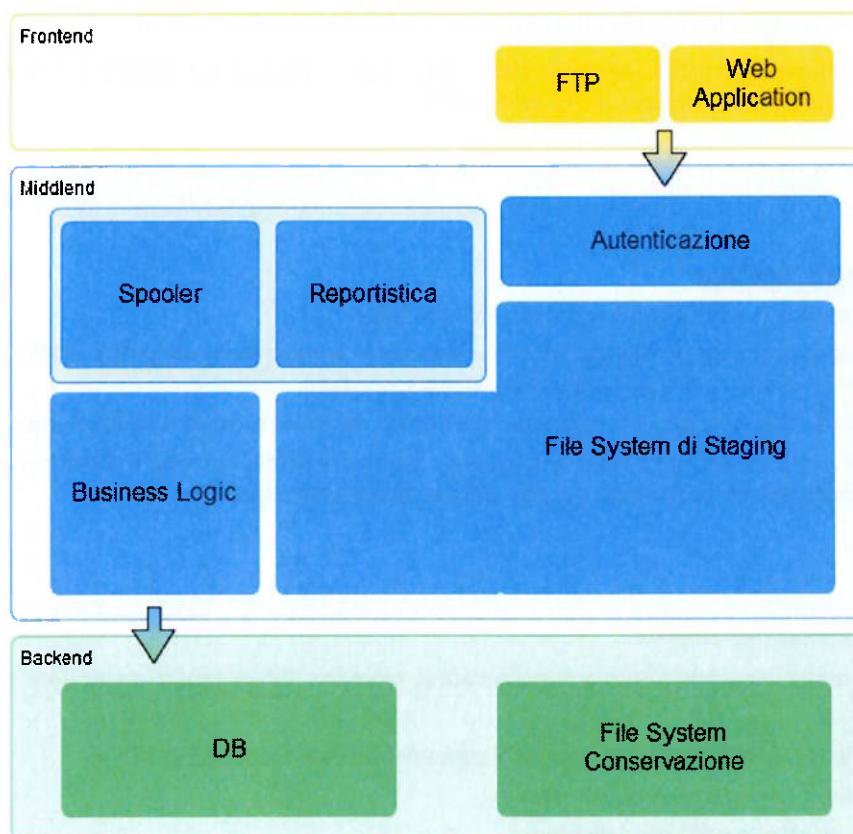 Frontend
FTP
Web
Application
Middlend
Autenticazione
Spooler
Reportistica
File System di Staging
Business Logic
Backend
DB
File System
Conservazione